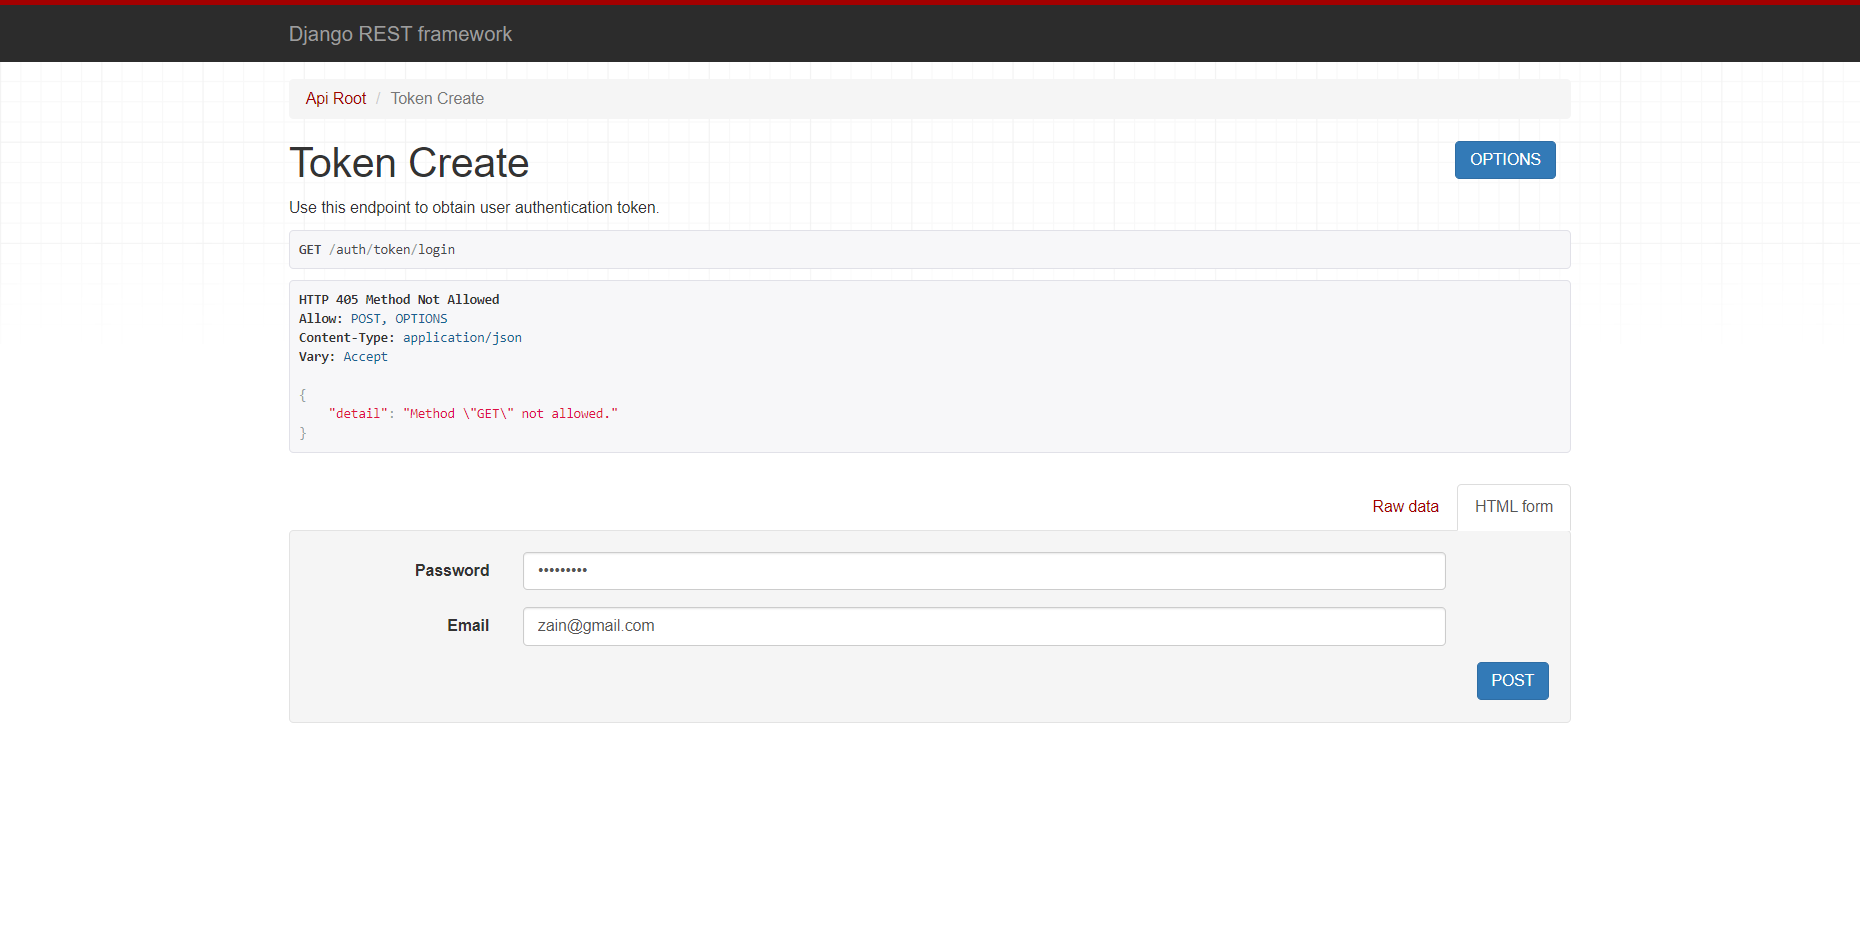 Django REST framework
Api Root / Token Create
Token Create
OPTIONS
Use this endpoint to obtain user authentication token.
GET /auth/token/login
HTTP 405 Method Not Allowed
Allow: POST, OPTIONS
Content-Type: application/json
Vary: Accept
{
    "detail": "Method \"GET\" not allowed."
}
Raw data
HTML form
Password •••••••••
Email zain@gmail.com
POST